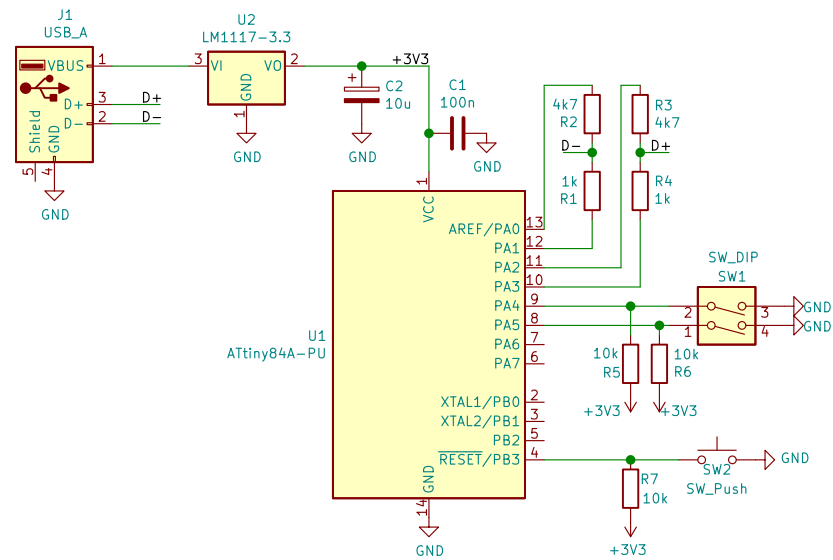 J1
USB_A
VBUS
1
D+
3
D+
D-
2
D-
Shield
GND
5
4
GND
U2
LM1117-3.3
3
VI
VO
2
GND
1
GND
+3V3
+
C2
10u
GND
C1
100n
GND
4k7
R2
R3
4k7
D-
D+
1k
R1
R4
1k
1
VCC
U1
ATtiny84A-PU
AREF/PA0
13
PA1
12
PA2
11
PA3
10
PA4
9
PA5
8
PA6
7
PA7
6
XTAL1/PB0
2
XTAL2/PB1
3
PB2
5
RESET/PB3
4
GND
14
GND
SW_DIP
SW1
2
3
GND
1
4
GND
10k
R5
10k
R6
+3V3
+3V3
SW2
SW_Push
GND
R7
10k
+3V3